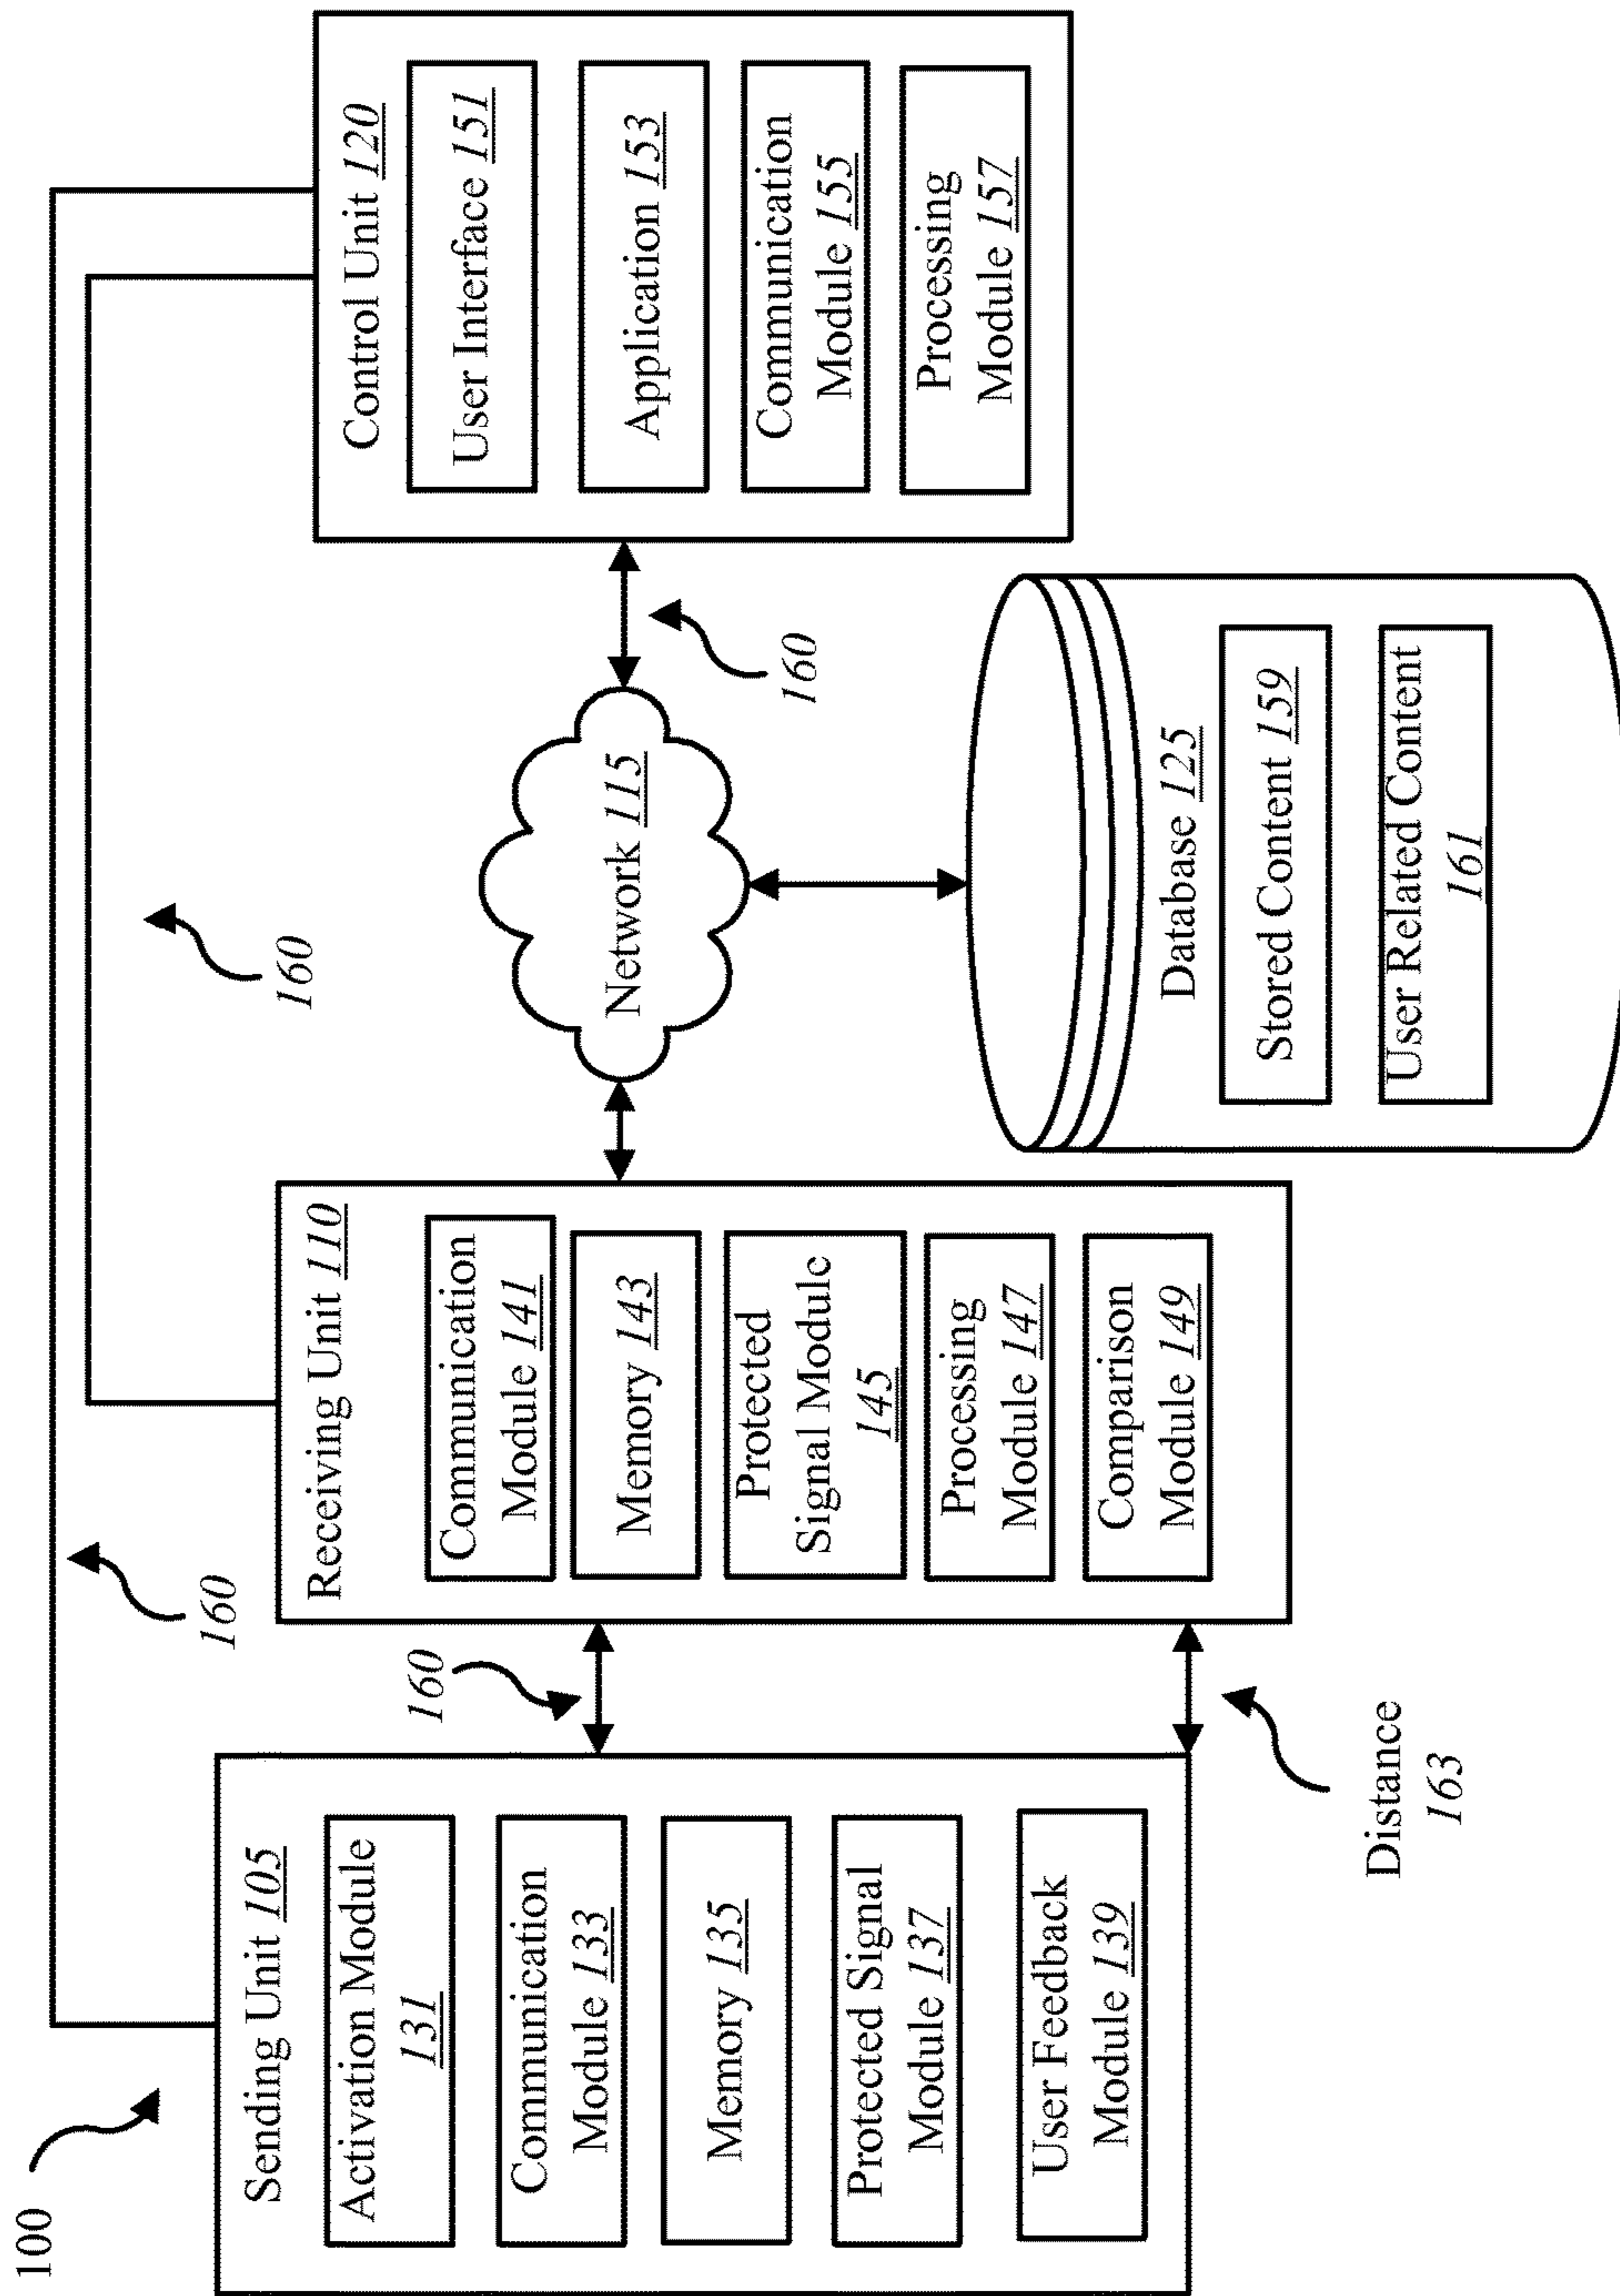 100
Sending Unit 105
Activation Module
131
Communication
Module 133
Memory 135
Protected Signal
Module 137
User Feedback
Module 139
160
160
Distance
163
Receiving Unit 110
Communication
Module 141
Memory 143
Protected
Signal Module
145
Processing
Module 147
Comparison
Module 149
160
Network 115
160
Database 125
Stored Content 159
User Related Content
161
Control Unit 120
User Interface 151
Application 153
Communication
Module 155
Processing
Module 157